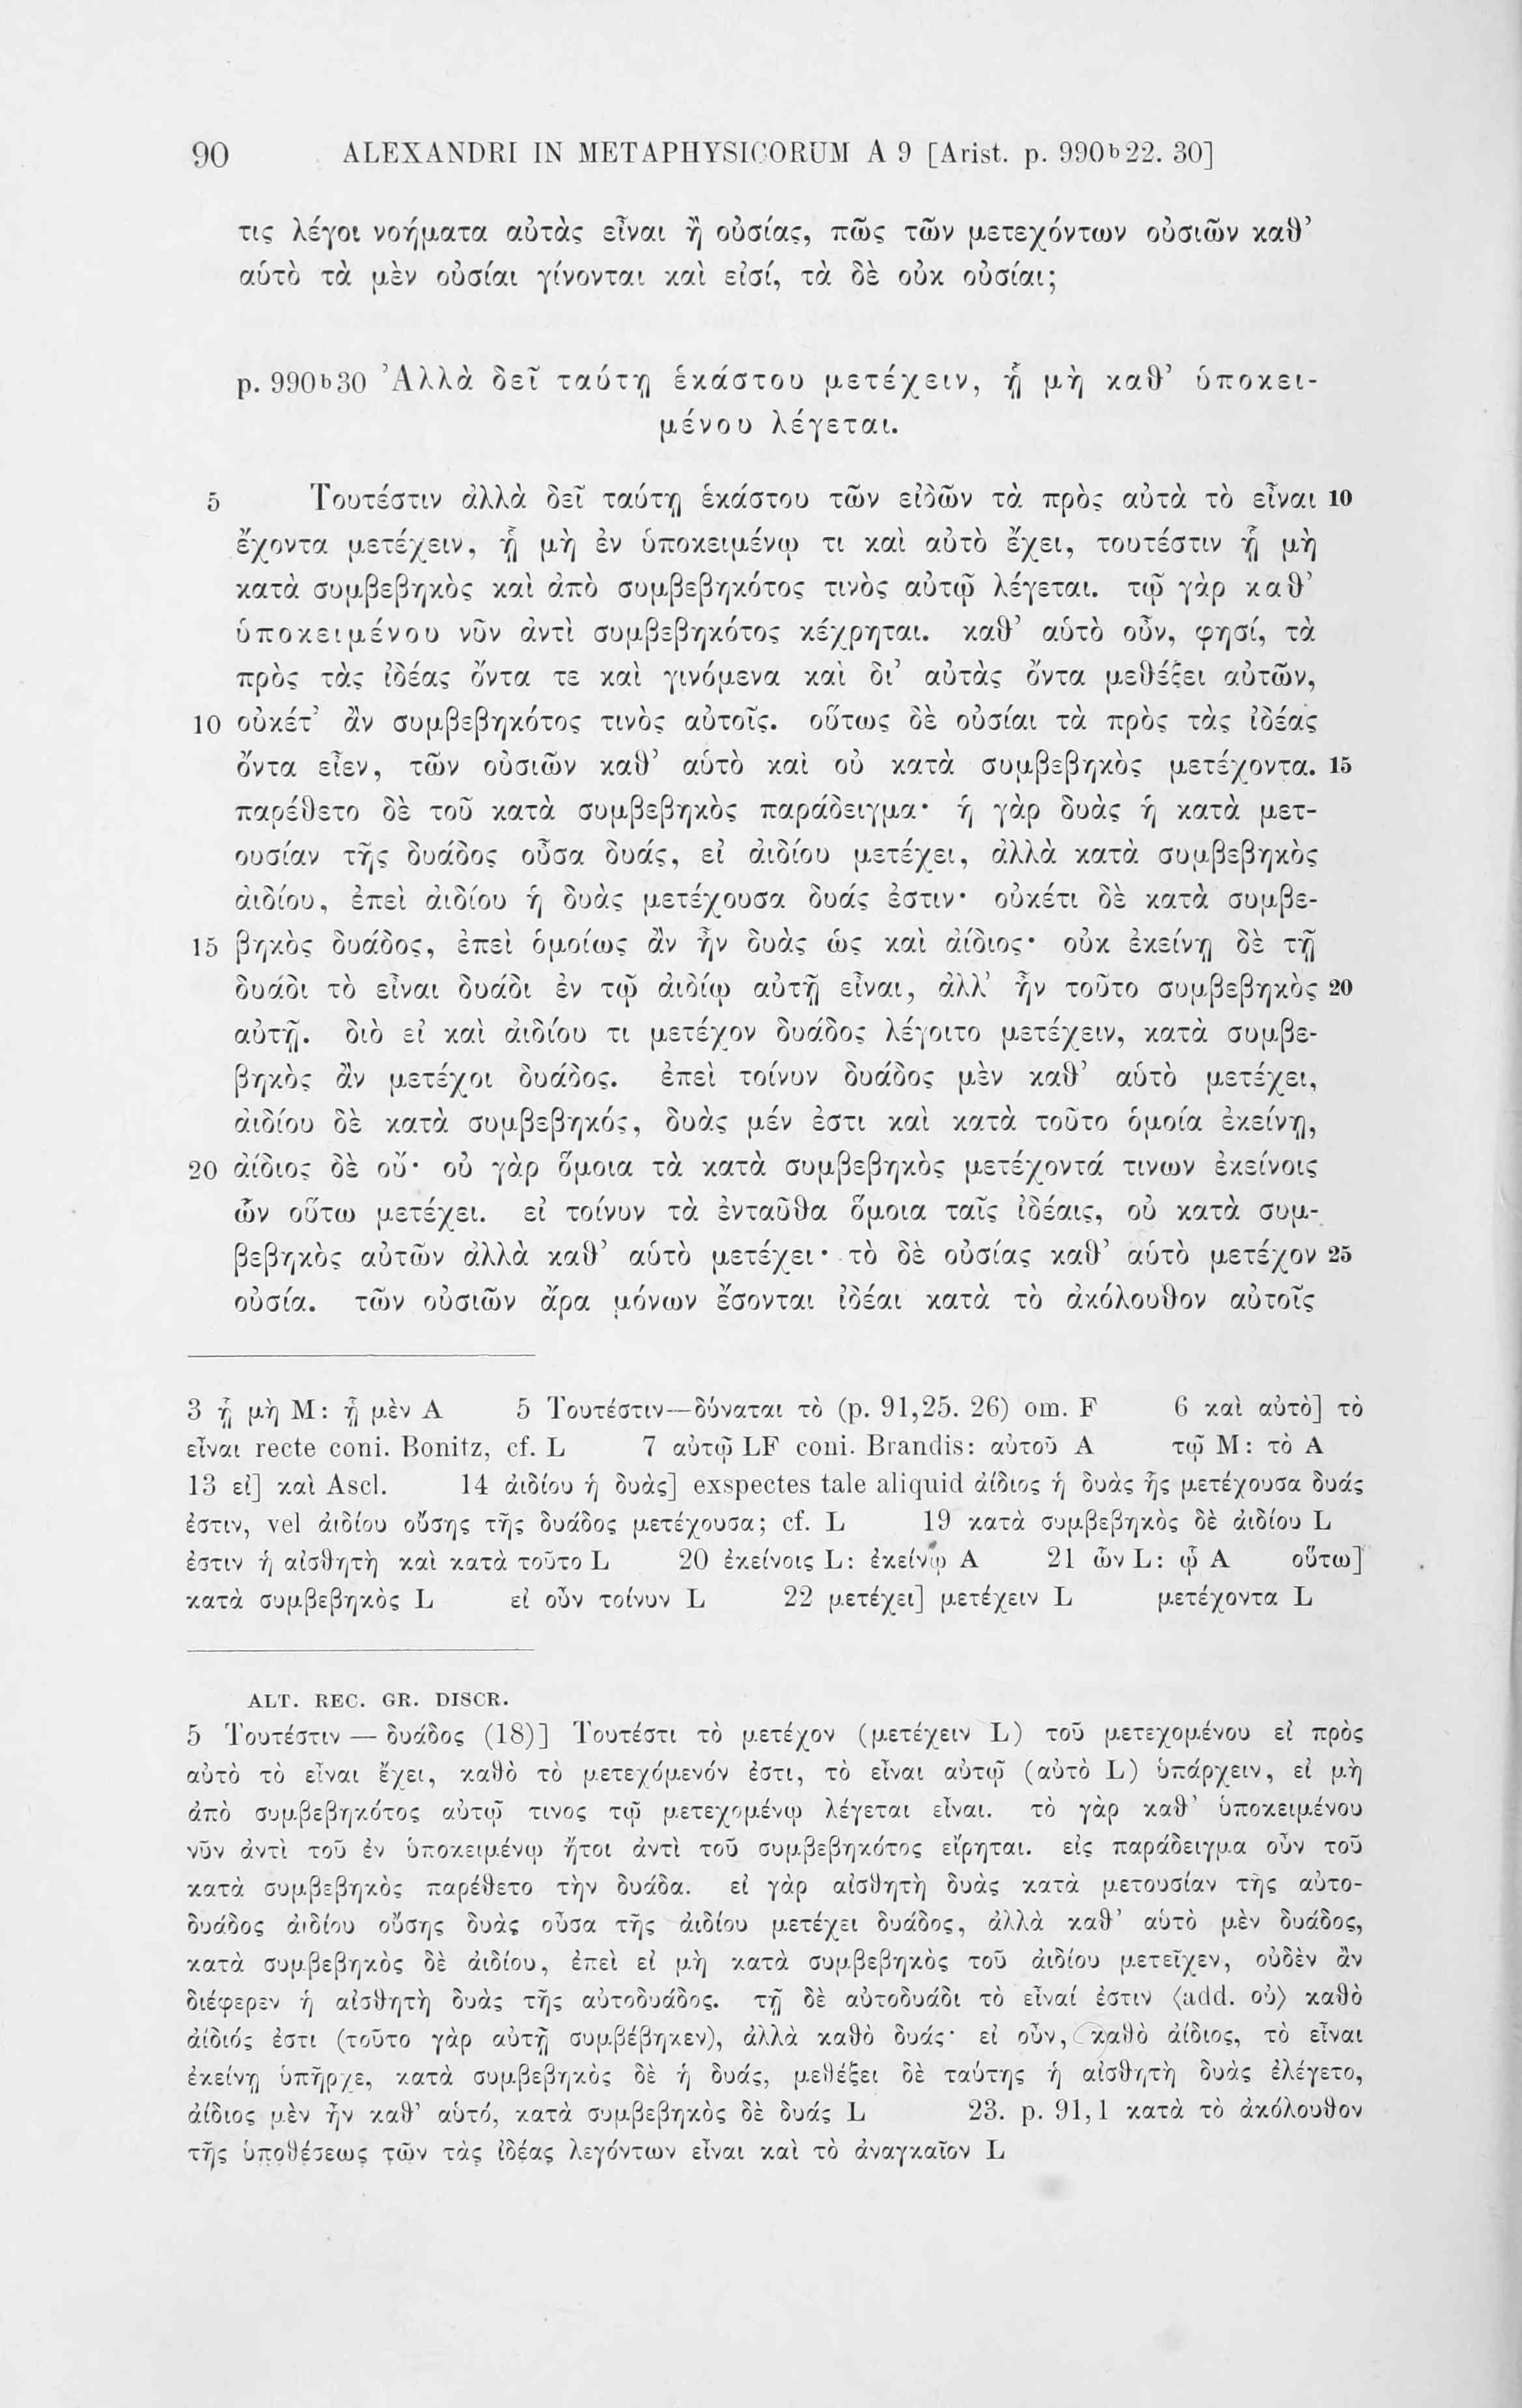 90 ALEXANDRI IN METAPHYSICORUM A 9 [Arist. p. 990b22. 30]
τις λέγοι νοήματα αὐτὰς εἶναι ἢ οὐσίας, πῶς τῶν μετεχόντων οὐσιῶν καθ’
αὑτὸ τὰ μὲν οὐσίαι γίνονται καὶ εἰσί, τὰ δὲ οὐκ οὐσίαι;
p. 990b30 Ἀλλὰ δεῖ ταύτῃ ἑκάστου μετέχειν, ᾗ μὴ καθ’ ὑποκει-
μένου λέγεται.
5 Τουτέστιν ἀλλὰ δεῖ ταύτῃ ἑκάστου τῶν εἰδῶν τὰ πρὸς αὐτὰ τὸ εἶναι 10
ἔχοντα μετέχειν, ᾗ μὴ ἐν ὑποκειμένῳ τι καὶ αὐτὸ ἔχει, τουτέστιν ᾗ μὴ
κατὰ συμβεβηκὸς καὶ ἀπὸ συμβεβηκότος τινὸς αὐτῷ λέγεται. τῷ γὰρ καθ’
ὑποκειμένου νῦν ἀντὶ συμβεβηκότος κέχρηται. καθ’ αὑτὸ οὖν, φησί, τὰ
πρὸς τὰς ἰδέας ὄντα τε καὶ γινόμενα καὶ δι’ αὐτὰς ὄντα μεθέξει αὐτῶν,
10 οὐκέτ’ ἂν συμβεβηκότος τινὸς αὐτοῖς. οὕτως δὲ οὐσίαι τὰ πρὸς τὰς ἰδέας
ὄντα εἶεν, τῶν οὐσιῶν καθ’ αὑτὸ καὶ οὐ κατὰ συμβεβηκὸς μετέχοντα. 15
παρέθετο δὲ τοῦ κατὰ συμβεβηκὸς παράδειγμα· ἡ γὰρ δυὰς ἡ κατὰ μετ-
ουσίαν τῆς δυάδος οὖσα δυάς, εἰ ἀιδίου μετέχει, ἀλλὰ κατὰ συμβεβηκὸς
ἀιδίου, ἐπεὶ ἀιδίου ἡ δυὰς μετέχουσα δυάς ἐστιν· οὐκέτι δὲ κατὰ συμβε-
15 βηκὸς δυάδος, ἐπεὶ ὁμοίως ἂν ἦν δυὰς ὡς καὶ ἀίδιος· οὐκ ἐκείνῃ δὲ τῇ
δυάδι τὸ εἶναι δυάδι ἐν τῷ ἀιδίῳ αὐτῇ εἶναι, ἀλλ’ ἦν τοῦτο συμβεβηκὸς 20
αὐτῇ. διὸ εἰ καὶ ἀιδίου τι μετέχον δυάδος λέγοιτο μετέχειν, κατὰ συμβε-
βηκὸς ἂν μετέχοι δυάδος. ἐπεὶ τοίνυν δυάδος μὲν καθ’ αὑτὸ μετέχει,
ἀιδίου δὲ κατὰ συμβεβηκός, δυὰς μέν ἐστι καὶ κατὰ τοῦτο ὁμοία ἐκείνῃ,
20 ἀίδιος δὲ οὔ· οὐ γὰρ ὅμοια τὰ κατὰ συμβεβηκὸς μετέχοντά τινων ἐκείνοις
ὧν οὕτω μετέχει. εἰ τοίνυν τὰ ἐνταῦθα ὅμοια ταῖς ἰδέαις, οὐ κατὰ συμ-
βεβηκὸς αὐτῶν ἀλλὰ καθ’ αὑτὸ μετέχει· τὸ δὲ οὐσίας καθ’ αὑτὸ μετέχον 25
οὐσία. τῶν οὐσιῶν ἄρα μόνων ἔσονται ἰδέαι κατὰ τὸ ἀκόλουθον αὐτοῖς
3 ᾗ μὴ M: ᾗ μὲν A 5 Τουτέστιν—δύναται τὸ (p. 91,25. 26) om. F 6 καὶ αὐτὸ] τὸ
εἶναι recte coni. Bonitz, cf. L 7 αὐτῷ LF coni. Brandis: αὐτοῦ A τῷ M: τὸ A
13 εἰ] καὶ Ascl. 14 ἀιδίου ἡ δυὰς] exspectes tale aliquid ἀίδιος ἡ δυὰς ἧς μετέχουσα δυάς
ἐστιν, vel ἀιδίου οὔσης τῆς δυάδος μετέχουσα; cf. L 19 κατὰ συμβεβηκὸς δὲ ἀιδίου L
ἐστιν ἡ αἰσθητὴ καὶ κατὰ τοῦτο L 20 ἐκείνοις L: ἐκείνῳ A 21 ὧν L: ᾧ A οὕτω]
κατὰ συμβεβηκὸς L εἰ οὖν τοίνυν L 22 μετέχει] μετέχειν L μετέχοντα L
ALT. REC. GR. DISCR.
5 Τουτέστιν — δυάδος (18)] Τουτέστι τὸ μετέχον (μετέχειν L) τοῦ μετεχομένου εἰ πρὸς
αὐτὸ τὸ εἶναι ἔχει, καθὸ τὸ μετεχόμενόν ἐστι, τὸ εἶναι αὐτῷ (αὐτὸ L) ὑπάρχειν, εἰ μὴ
ἀπὸ συμβεβηκότος αὐτῷ τινος τῷ μετεχομένῳ λέγεται εἶναι. τὸ γὰρ καθ’ ὑποκειμένου
νῦν ἀντὶ τοῦ ἐν ὑποκειμένῳ ἤτοι ἀντὶ τοῦ συμβεβηκότος εἴρηται. εἰς παράδειγμα οὖν τοῦ
κατὰ συμβεβηκὸς παρέθετο τὴν δυάδα. εἰ γὰρ αἰσθητὴ δυὰς κατὰ μετουσίαν τῆς αὐτο-
δυάδος ἀιδίου οὔσης δυὰς οὖσα τῆς ἀιδίου μετέχει δυάδος, ἀλλὰ καθ’ αὑτὸ μὲν δυάδος,
κατὰ συμβεβηκὸς δὲ ἀιδίου, ἐπεὶ εἰ μὴ κατὰ συμβεβηκὸς τοῦ ἀιδίου μετεῖχεν, οὐδὲν ἂν
διέφερεν ἡ αἰσθητὴ δυὰς τῆς αὐτοδυάδος. τῇ δὲ αὐτοδυάδι τὸ εἶναί ἐστιν ⟨add. οὐ⟩ καθὸ
ἀίδιός ἐστι (τοῦτο γὰρ αὐτῇ συμβέβηκεν), ἀλλὰ καθὸ δυάς· εἰ οὖν, καθὸ ἀίδιος, τὸ εἶναι
ἐκείνῃ ὑπῆρχε, κατὰ συμβεβηκὸς δὲ ἡ δυάς, μεθέξει δὲ ταύτης ἡ αἰσθητὴ δυὰς ἐλέγετο,
ἀίδιος μὲν ἦν καθ’ αὑτό, κατὰ συμβεβηκὸς δὲ δυάς L 23. p. 91,1 κατὰ τὸ ἀκόλουθον
τῆς ὑποθέσεως τῶν τὰς ἰδέας λεγόντων εἶναι καὶ τὸ ἀναγκαῖον L